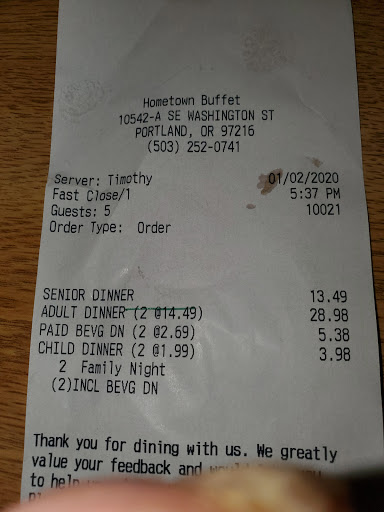 Hometown Buffet
10542-A SE WASHINGTON ST
PORTLAND, OR 97216
(503) 252-0741
Server: Timothy 01/02/2020
Fast Close/1 5:37 PM
Guests: 5 10021
Order Type: Order
SENIOR DINNER 13.49
ADULT DINNER (2 @14.49) 28.98
PAID BEVG DN (2 @2.69) 5.38
CHILD DINNER (2 @1.99) 3.98
2 Family Night
(2)INCL BEVG DN
Thank you for dining with us. We greatly
value your feedback and
to help